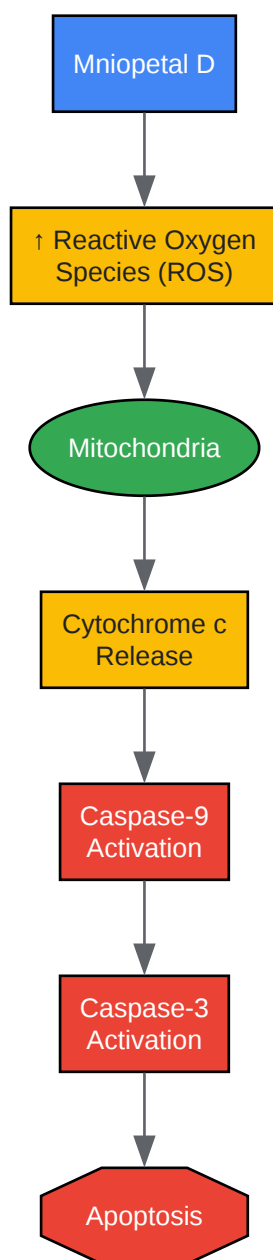 Mniopetal D
↑ Reactive Oxygen
Species (ROS)
Mitochondria
Cytochrome c
Release
Caspase-9
Activation
Caspase-3
Activation
Apoptosis